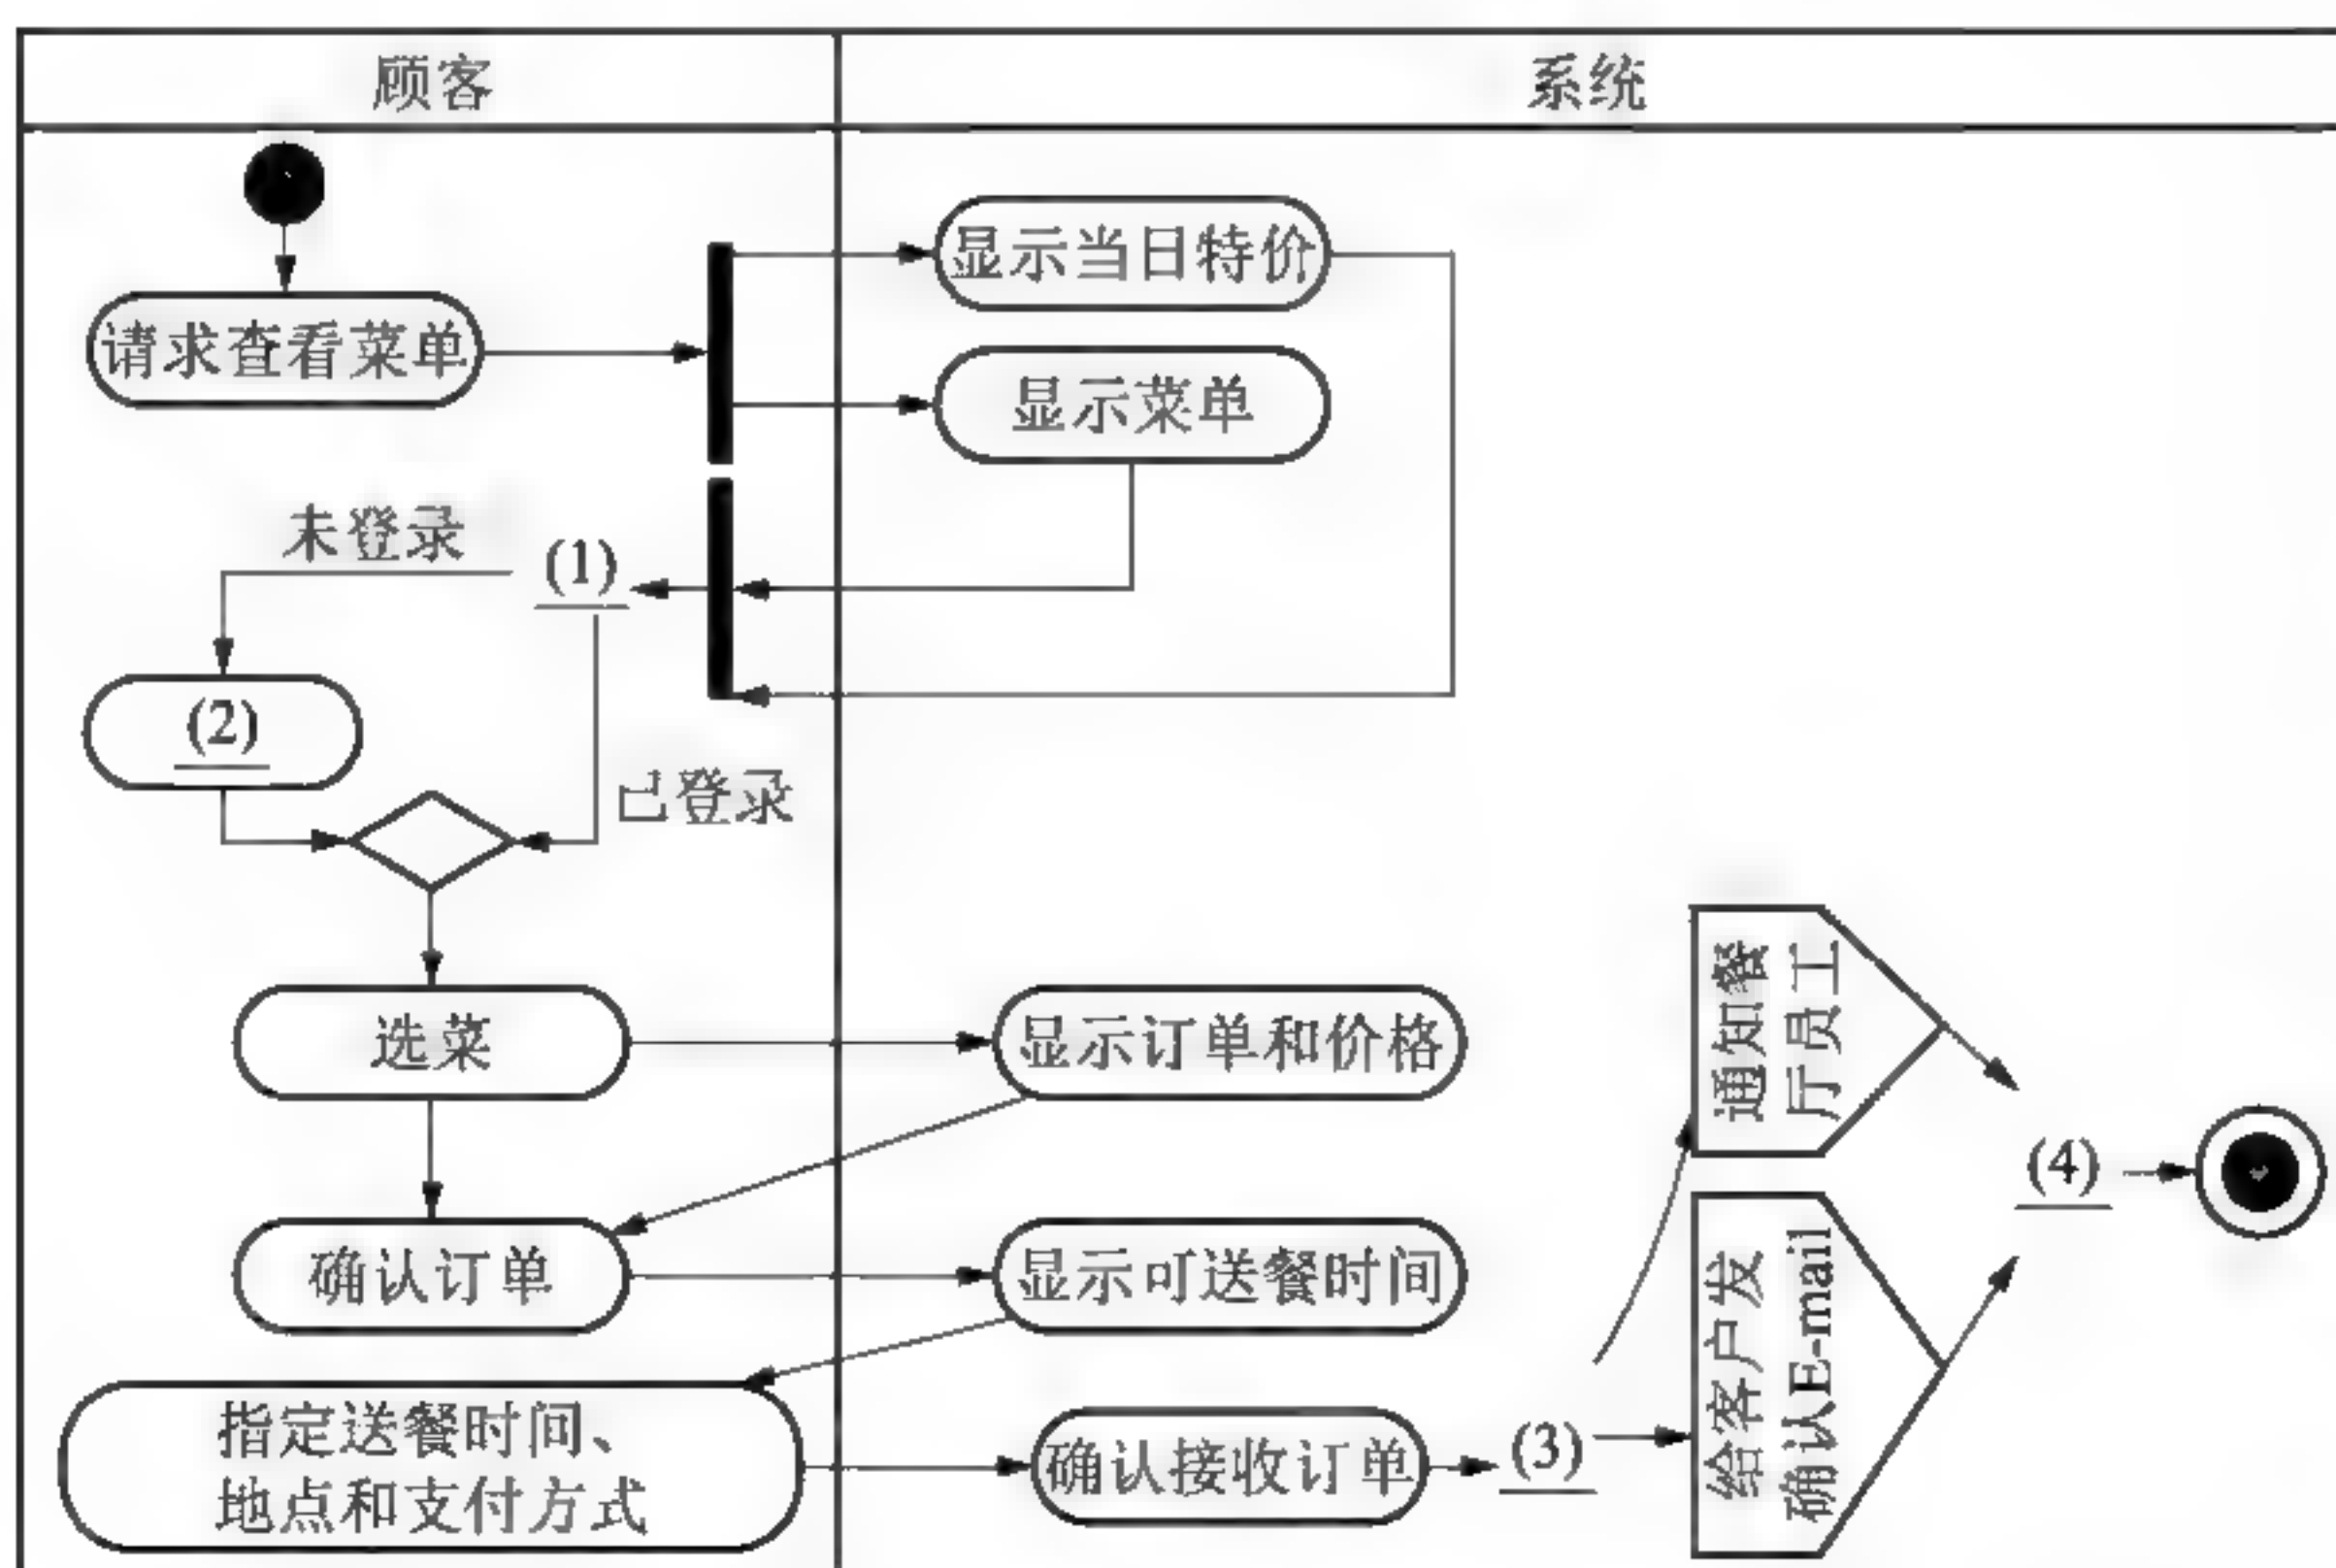 顾客
系统
显示当日特价
请求查看菜单
显示菜单
未登录
(1)
(2)
已登录
选菜
显示订单和价格
通知餐
厅员工
(4)
确认订单
显示可送餐时间
给客户发
确认E-mail
指定送餐时间、
地点和支付方式
确认接收订单
(3)